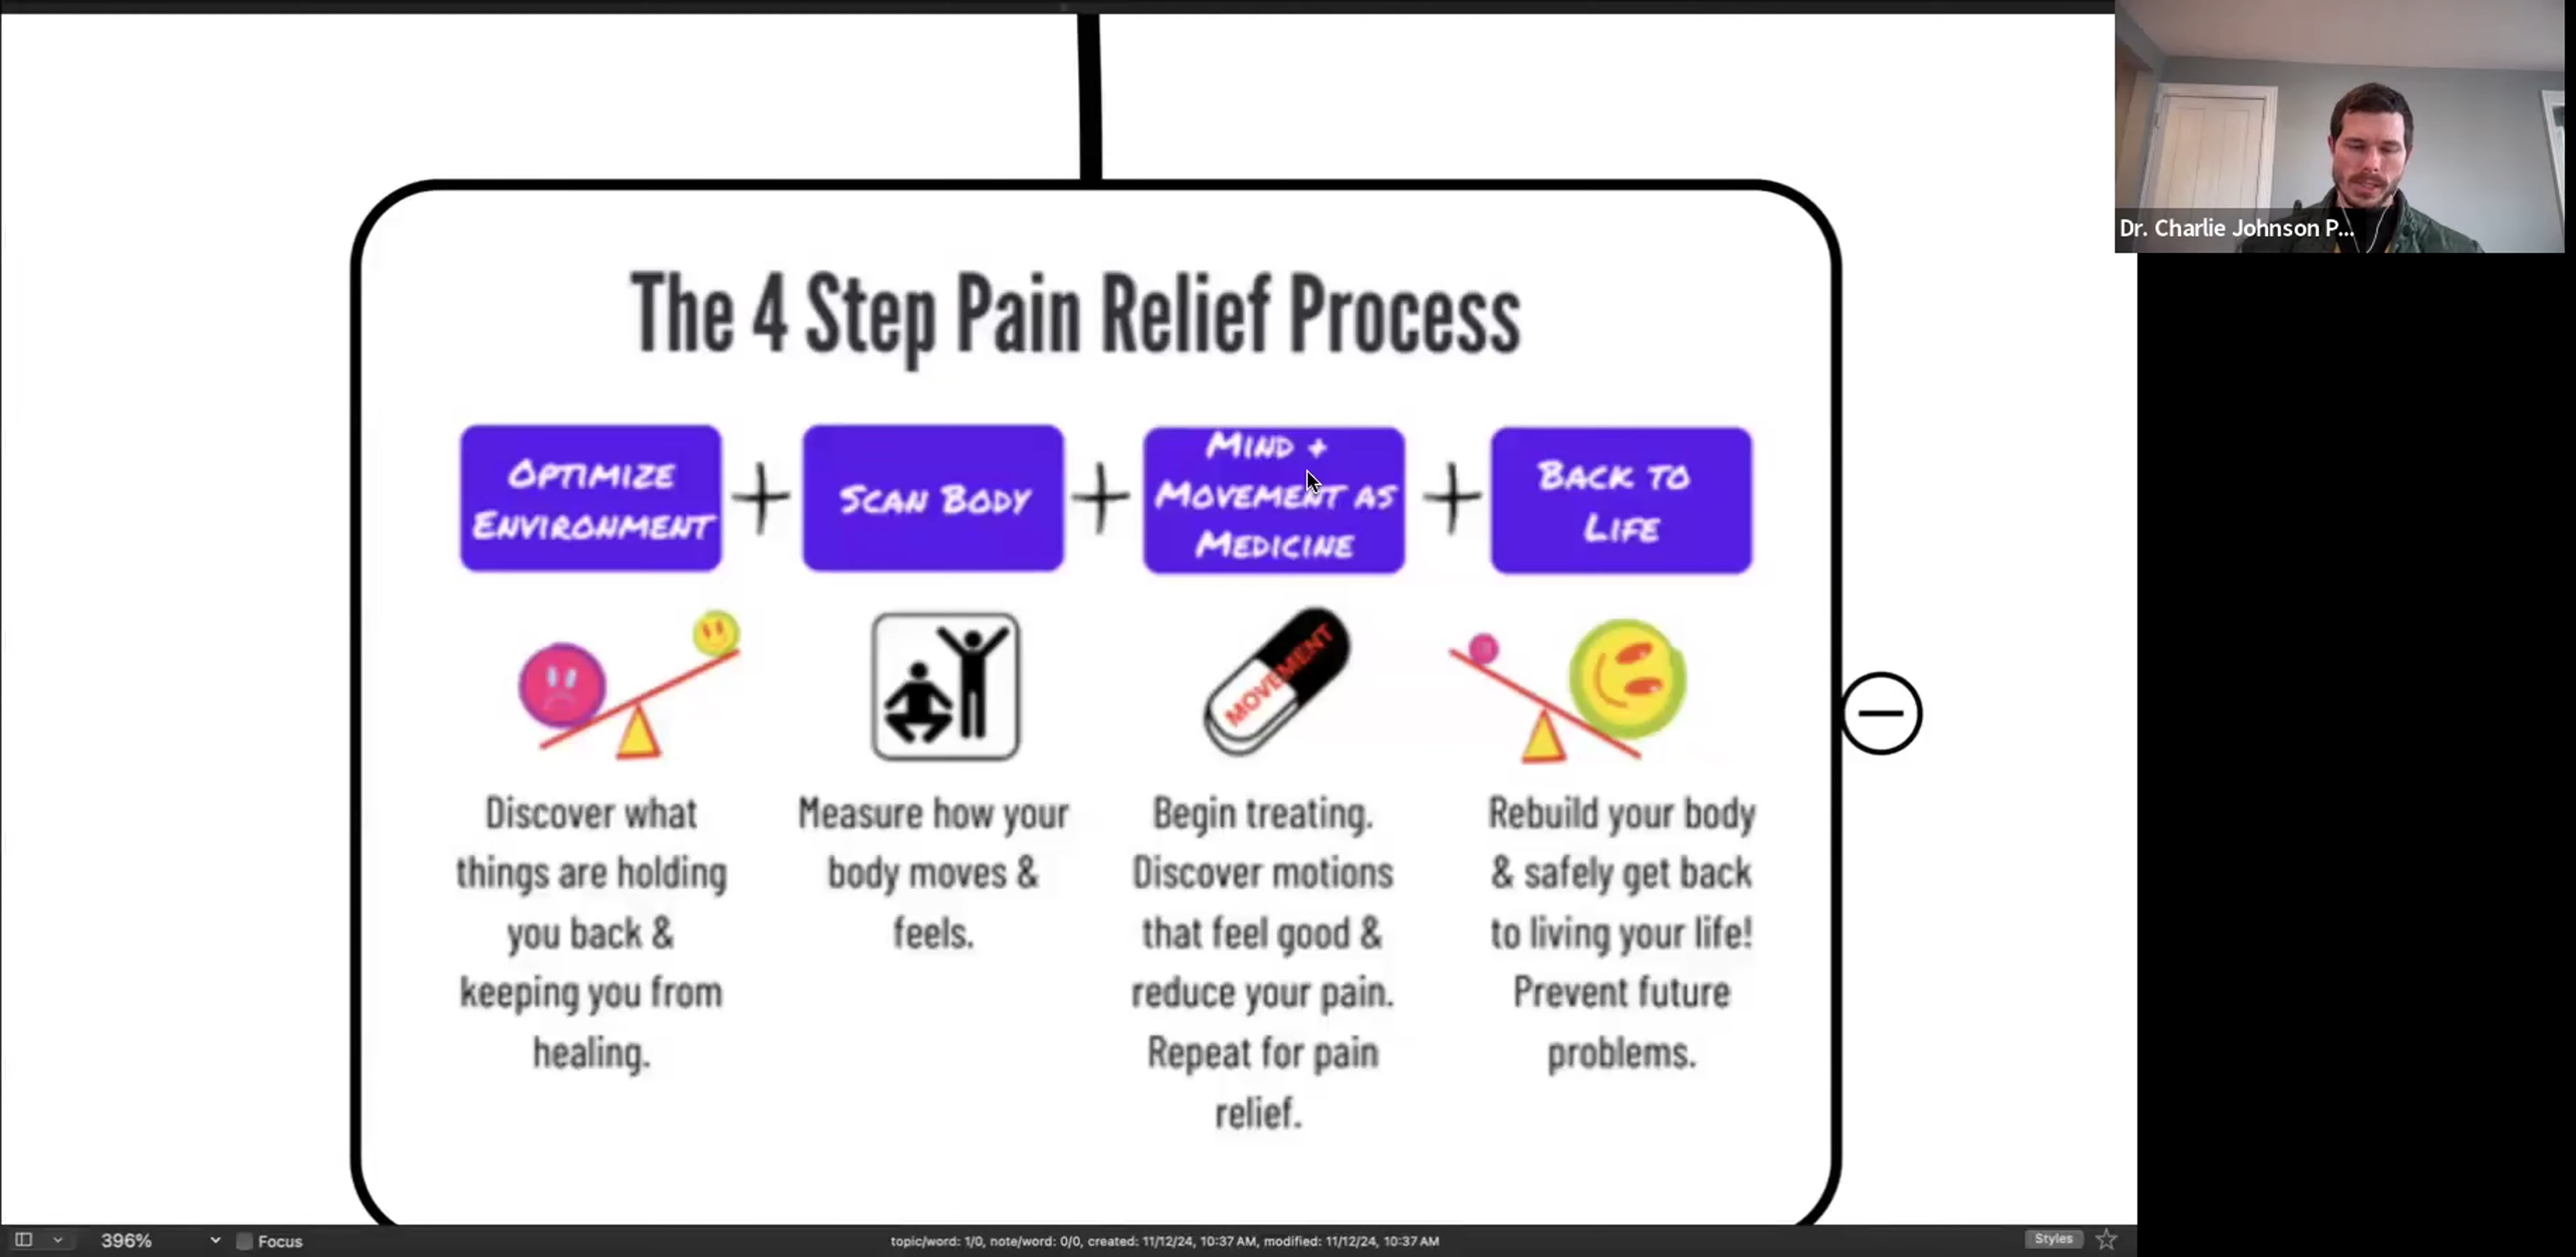 Dr. Charlie Johnson P...
The 4 Step Pain Relief Process
OPTIMIZE
ENVIRONMENT
SCAN BODY
MIND +
MOVEMENT AS
MEDICINE
BACK TO
LIFE
MOVEMENT
Discover what
things are holding
you back &
keeping you from
healing.
Measure how your
body moves &
feels.
Begin treating.
Discover motions
that feel good &
reduce your pain.
Repeat for pain
relief.
Rebuild your body
& safely get back
to living your life!
Prevent future
problems.
396%
Focus
topic/word: 1/0, note/word: 0/0, created: 11/12/24, 10:37 AM, modified: 11/12/24, 10:37 AM
Styles